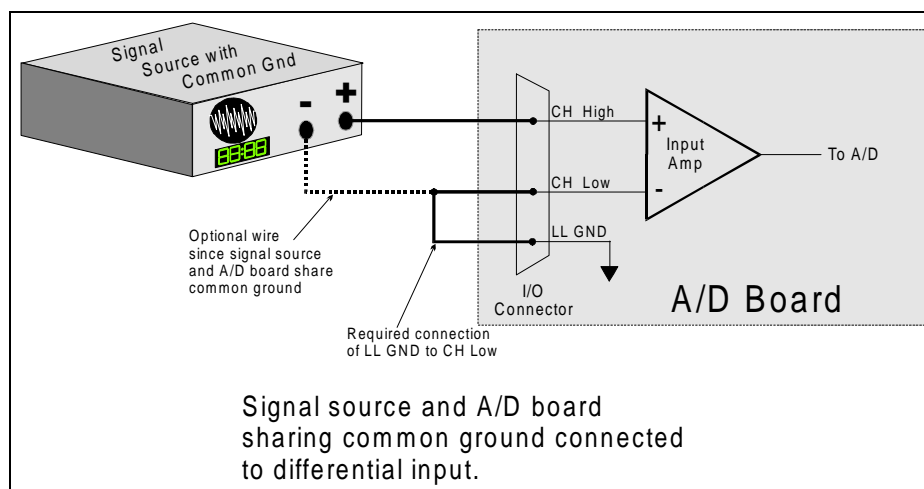 Signal
Source with
Common Gnd
-
+
88:88
CH High
+
Input
Amp
To A/D
CH Low
-
Optional wire
since signal source
and A/D board share
common ground
LL GND
I/O
Connector
A/D Board
Required connection
of LL GND to CH Low
Signal source and A/D board
sharing common ground connected
to differential input.